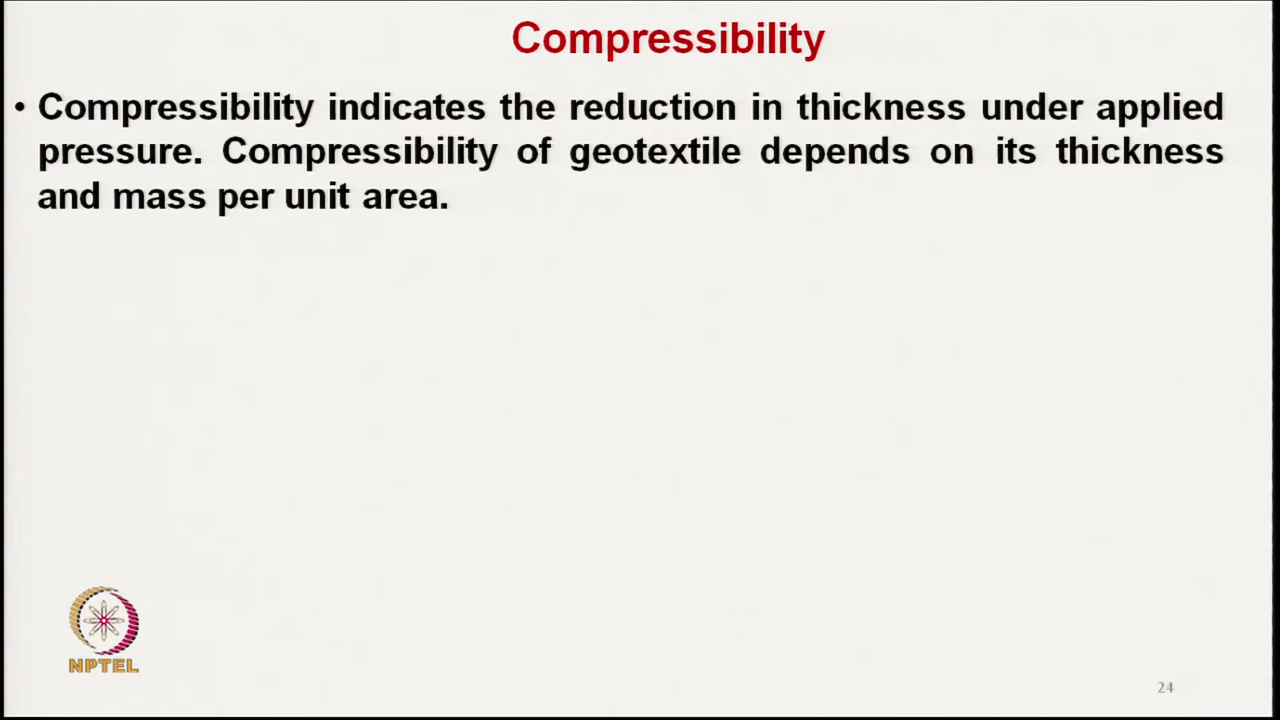 Compressibility
• Compressibility indicates the reduction in thickness under applied
pressure. Compressibility of geotextile depends on its thickness
and mass per unit area.
NPTEL
24